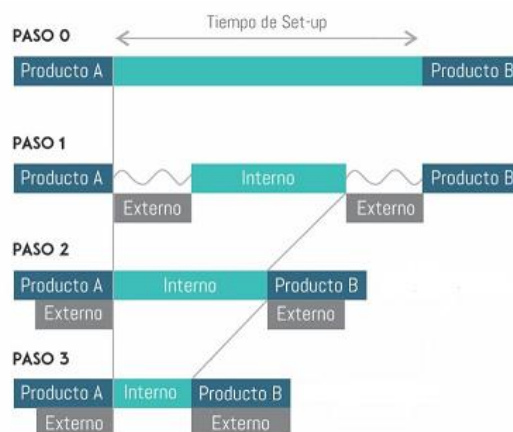 Tiempo de Set-up
PASO 0
Producto A Producto B
PASO 1
Producto A Interno Producto B
Externo Externo
PASO 2
Producto A Interno Producto B
Externo Externo
PASO 3
Producto A Interno Producto B
Externo Externo